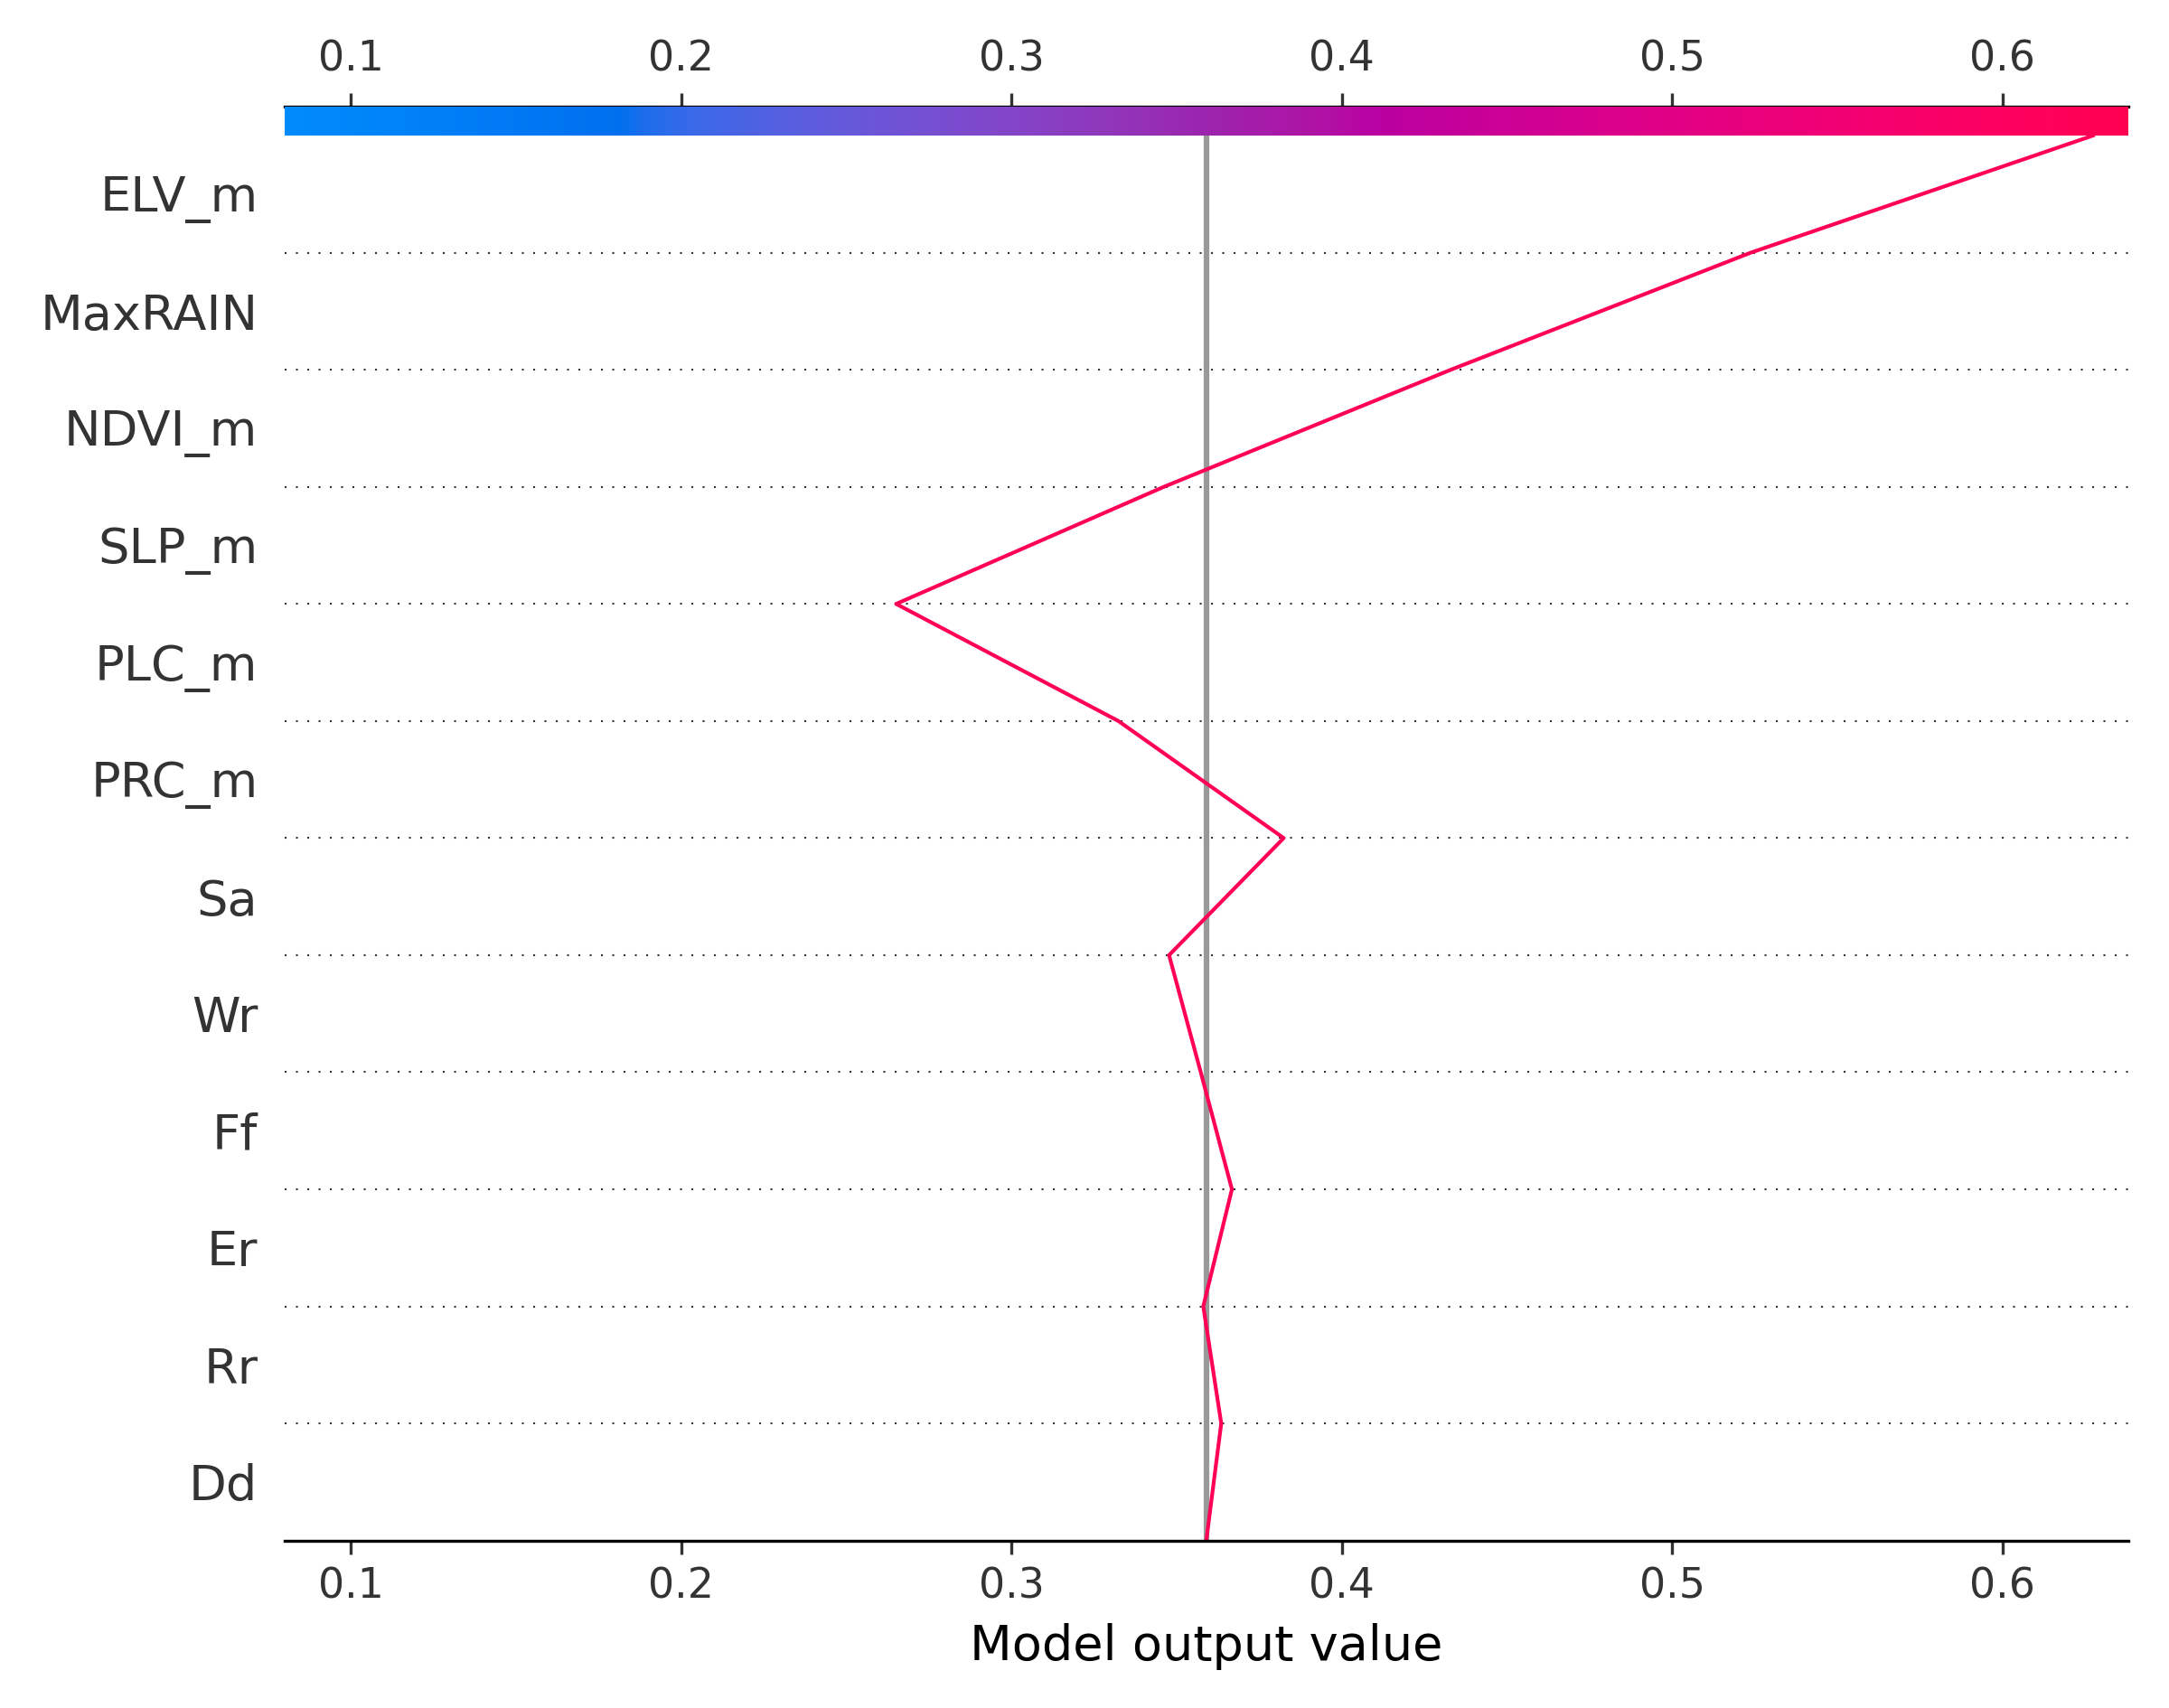 0.1 0.2 0.3 0.4 0.5 0.6
ELV_m
MaxRAIN
NDVI_m
SLP_m
PLC_m
PRC_m
Sa
Wr
Ff
Er
Rr
Dd
0.1 0.2 0.3 0.4 0.5 0.6
Model output value